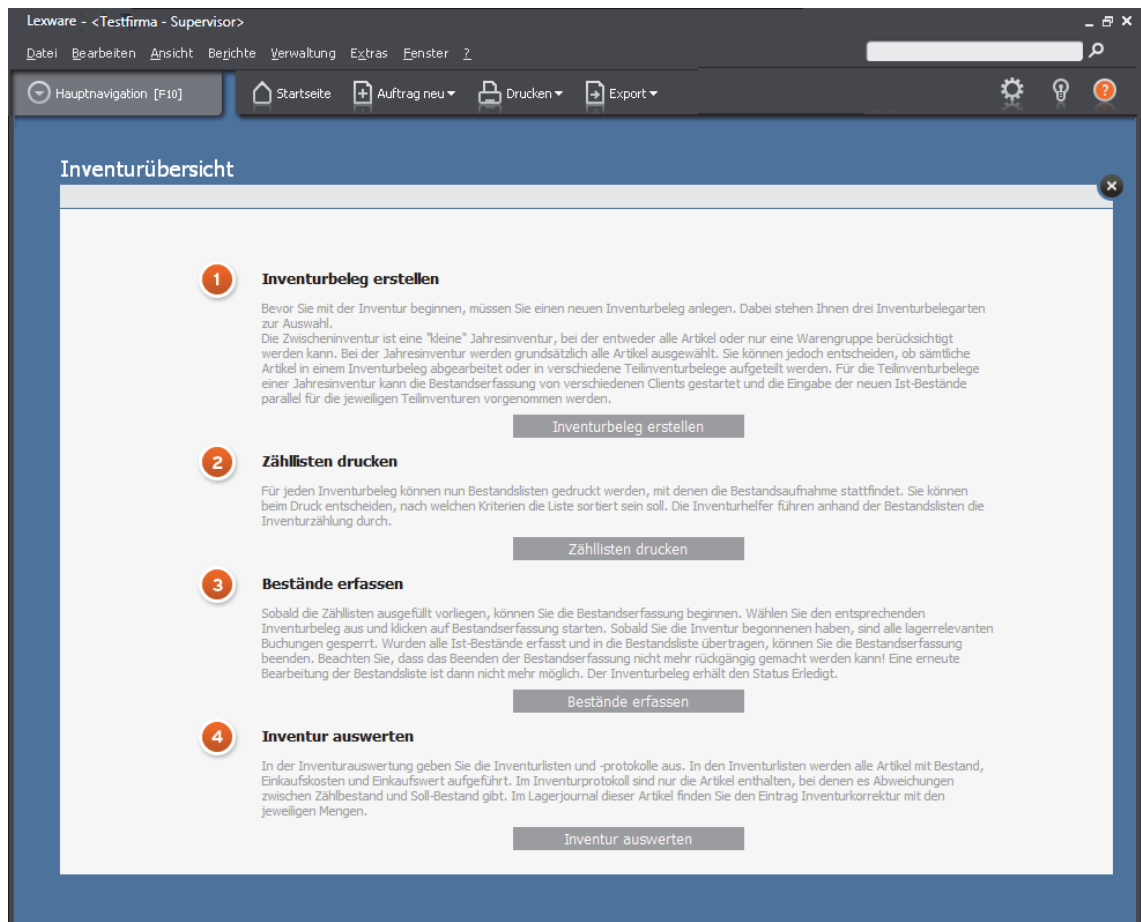 Lexware - <Testfirma - Supervisor>
Datei Bearbeiten Ansicht Berichte Verwaltung Extras Fenster ?
Hauptnavigation [F10] Startseite Auftrag neu Drucken Export ?
Inventurübersicht
1 Inventurbeleg erstellen
Bevor Sie mit der Inventur beginnen, müssen Sie einen neuen Inventurbeleg anlegen. Dabei stehen Ihnen drei Inventurbelegarten
zur Auswahl.
Die Zwischeninventur ist eine "kleine" Jahresinventur, bei der entweder alle Artikel oder nur eine Warengruppe berücksichtigt
werden kann. Bei der Jahresinventur werden grundsätzlich alle Artikel ausgewählt. Sie können jedoch entscheiden, ob sämtliche
Artikel in einem Inventurbeleg abgearbeitet oder in verschiedene Teilinventurbelege aufgeteilt werden. Für die Teilinventurbelege
einer Jahresinventur kann die Bestandserfassung von verschiedenen Clients gestartet und die Eingabe der neuen Ist-Bestände
parallel für die jeweiligen Teilinventuren vorgenommen werden.
Inventurbeleg erstellen
2 Zähllisten drucken
Für jeden Inventurbeleg können nun Bestandslisten gedruckt werden, mit denen die Bestandsaufnahme stattfindet. Sie können
beim Druck entscheiden, nach welchen Kriterien die Liste sortiert sein soll. Die Inventurhelfer führen anhand der Bestandslisten die
Inventurzählung durch.
Zähllisten drucken
3 Bestände erfassen
Sobald die Zähllisten ausgefüllt vorliegen, können Sie die Bestandserfassung beginnen. Wählen Sie den entsprechenden
Inventurbeleg aus und klicken auf Bestandserfassung starten. Sobald Sie die Inventur begonnenen haben, sind alle lagerrelevanten
Buchungen gesperrt. Wurden alle Ist-Bestände erfasst und in die Bestandsliste übertragen, können Sie die Bestandserfassung
beenden. Beachten Sie, dass das Beenden der Bestandserfassung nicht mehr rückgängig gemacht werden kann! Eine erneute
Bearbeitung der Bestandsliste ist dann nicht mehr möglich. Der Inventurbeleg erhält den Status Erledigt.
Bestände erfassen
4 Inventur auswerten
In der Inventurauswertung geben Sie die Inventurlisten und -protokolle aus. In den Inventurlisten werden alle Artikel mit Bestand,
Einkaufskosten und Einkaufswert aufgeführt. Im Inventurprotokoll sind nur die Artikel enthalten, bei denen es Abweichungen
zwischen Zählbestand und Soll-Bestand gibt. Im Lagerjournal dieser Artikel finden Sie den Eintrag Inventurkorrektur mit den
jeweiligen Mengen.
Inventur auswerten